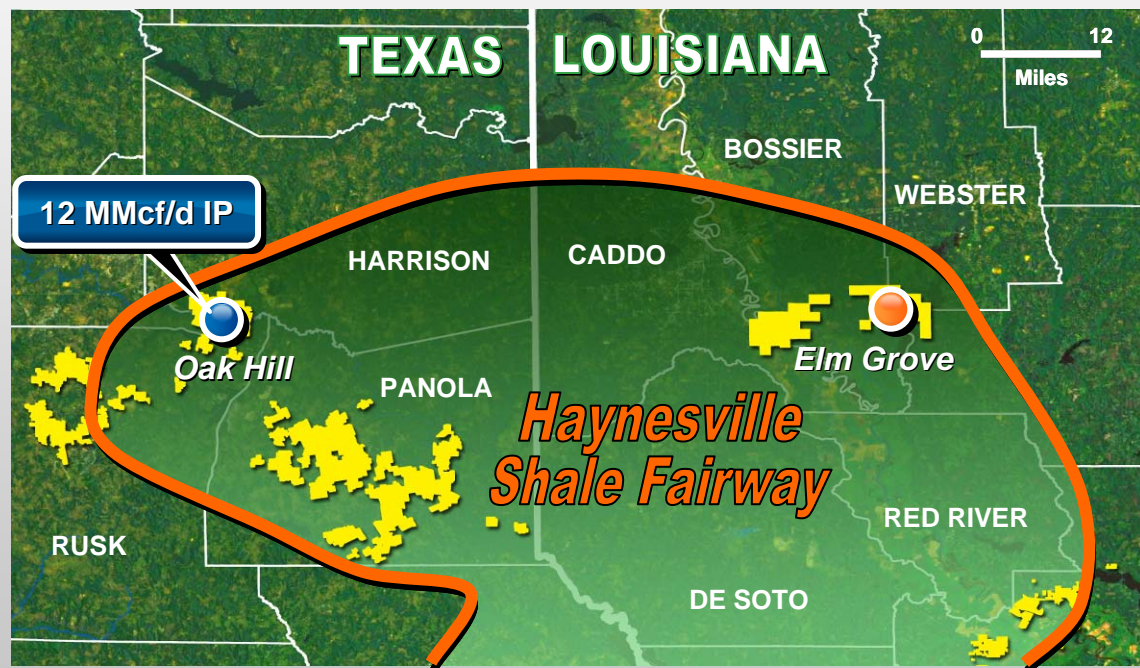 TEXAS LOUISIANA
0 12
Miles
BOSSIER
WEBSTER
12 MMcf/d IP
HARRISON
CADDO
Oak Hill
Elm Grove
PANOLA
Haynesville
Shale Fairway
RED RIVER
RUSK
DE SOTO